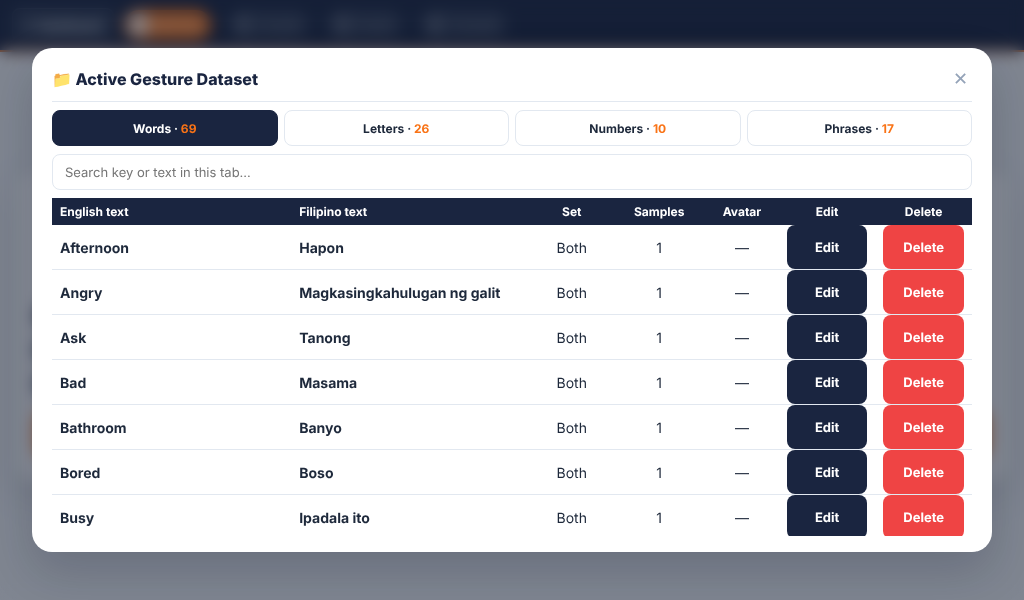 📁 Active Gesture Dataset ×
Words · 69 Letters · 26 Numbers · 10 Phrases · 17
Search key or text in this tab...
English text Filipino text Set Samples Avatar Edit Delete
Afternoon Hapon Both 1 — Edit Delete
Angry Magkasingkahulugan ng galit Both 1 — Edit Delete
Ask Tanong Both 1 — Edit Delete
Bad Masama Both 1 — Edit Delete
Bathroom Banyo Both 1 — Edit Delete
Bored Boso Both 1 — Edit Delete
Busy Ipadala ito Both 1 — Edit Delete